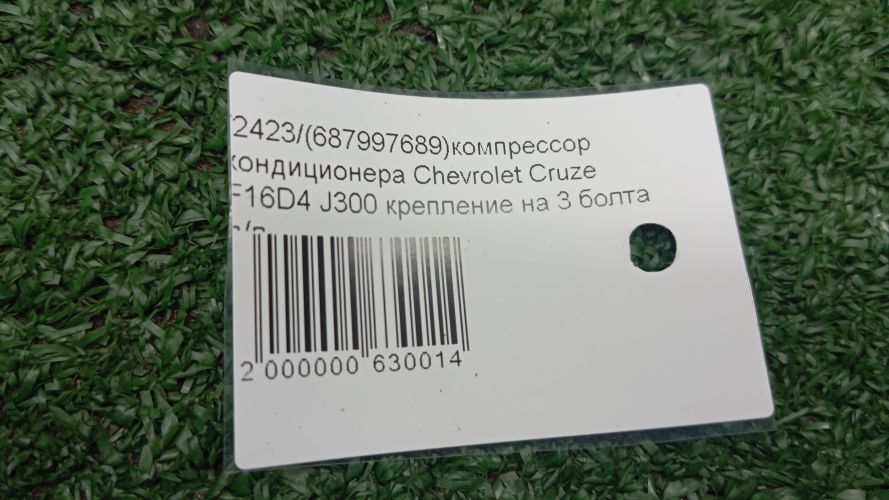 2423/(687997689)компрессор
кондиционера Chevrolet Cruze
F16D4 J300 крепление на 3 болта
2 000000 630014